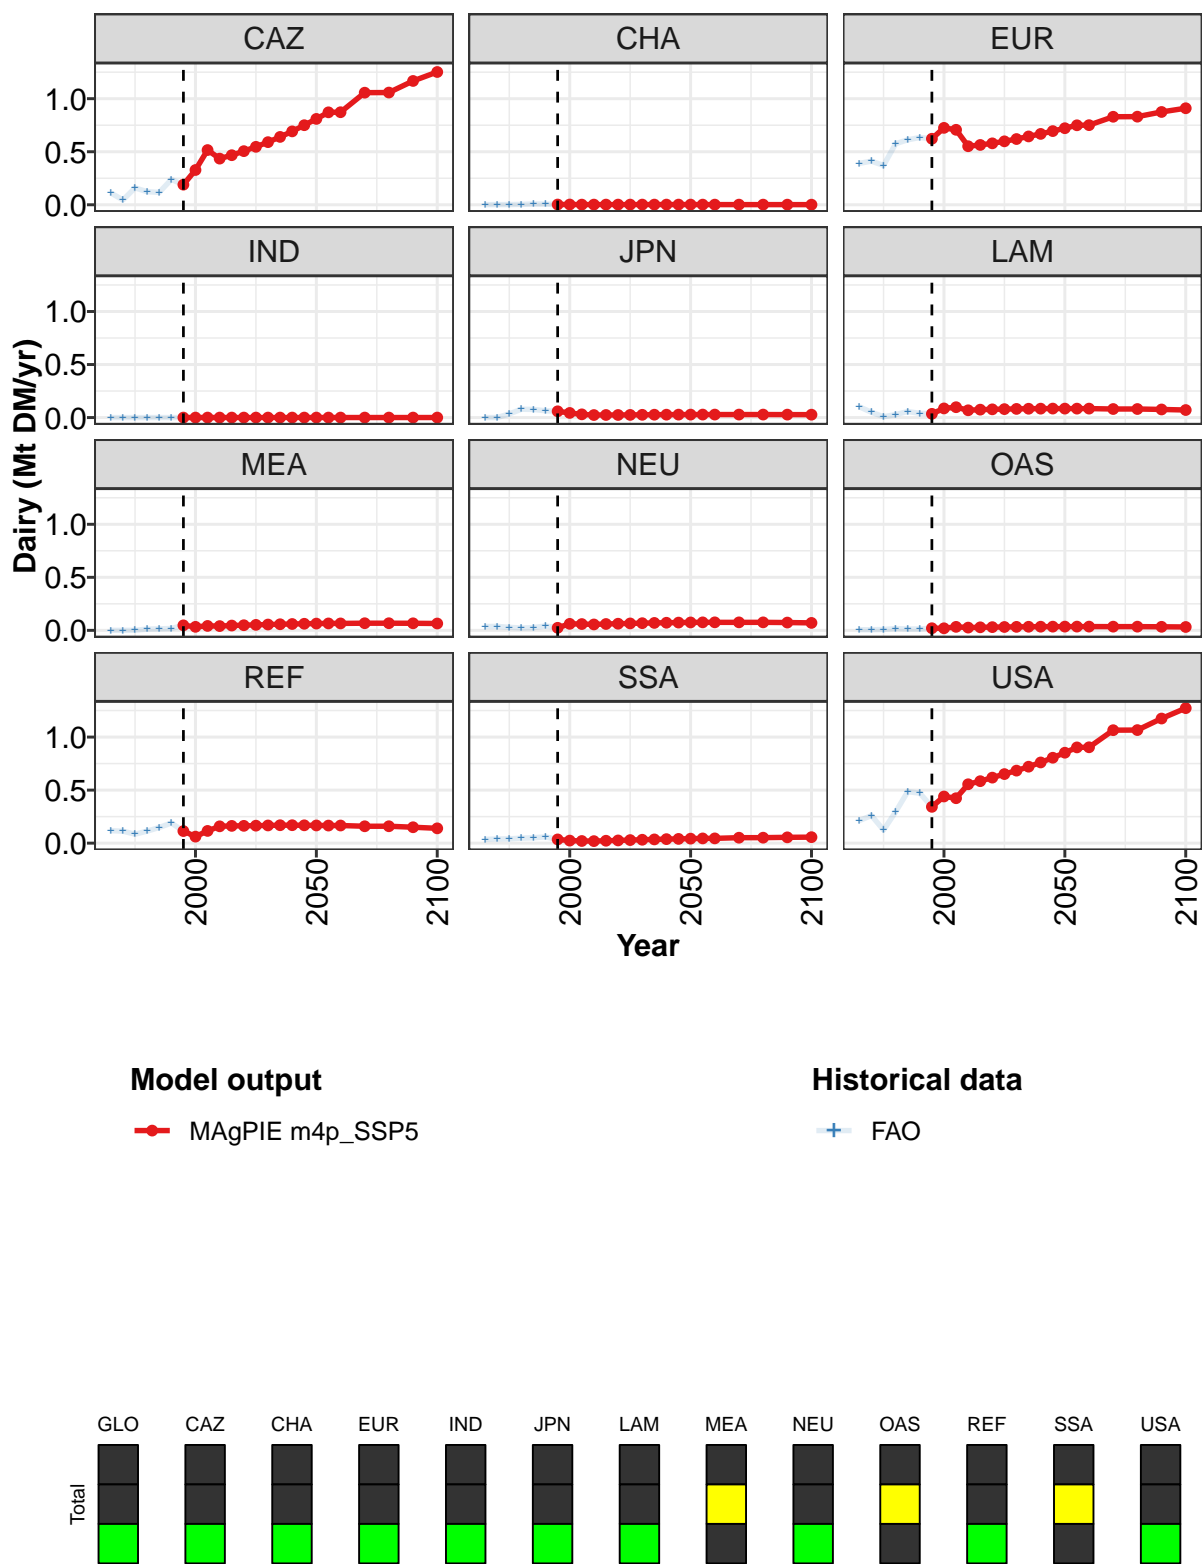 CAZ CHA EUR
1.0
0.5
0.0
IND JPN LAM
1.0
0.5
0.0
MEA NEU OAS
1.0
0.5
0.0
REF SSA USA
1.0
0.5
0.0
Dairy (Mt DM/yr)
2000 2050 2100 2000 2050 2100 2000 2050 2100
Year
Model output Historical data
MAgPIE m4p_SSP5 FAO
GLO CAZ CHA EUR IND JPN LAM MEA NEU OAS REF SSA USA
Total